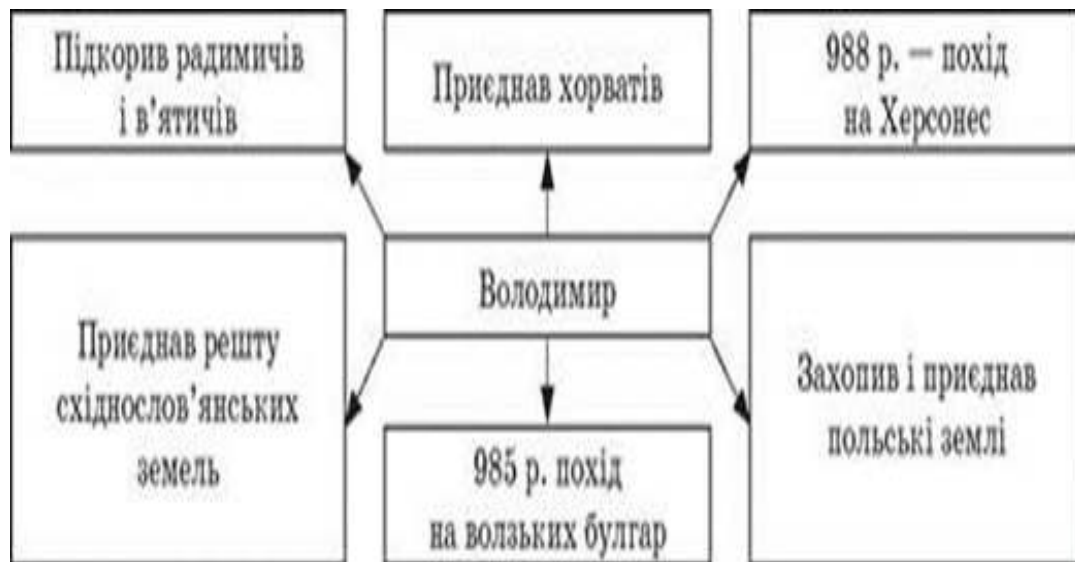 Підкорив радимичів
і в’ятичів
Приєднав хорватів
988 р. — похід
на Херсонес
Володимир
Приєднав решту
східнослов’янських
земель
985 р. похід
на волзьких булгар
Захопив і приєднав
польські землі